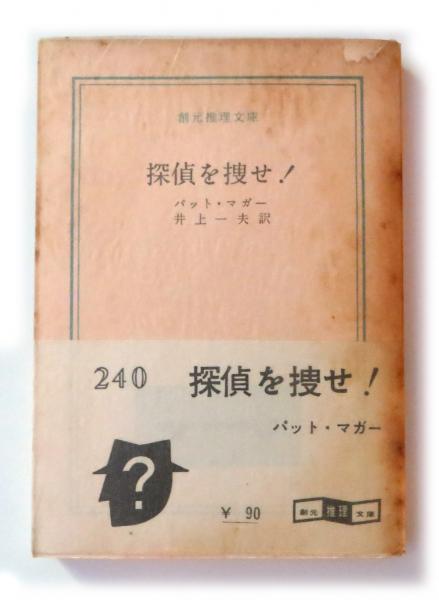 創元推理文庫
探偵を捜せ!
パット・マガー
井上一夫訳
240 探偵を捜せ!
パット・マガー
?
¥ 90
創元 推理 文庫